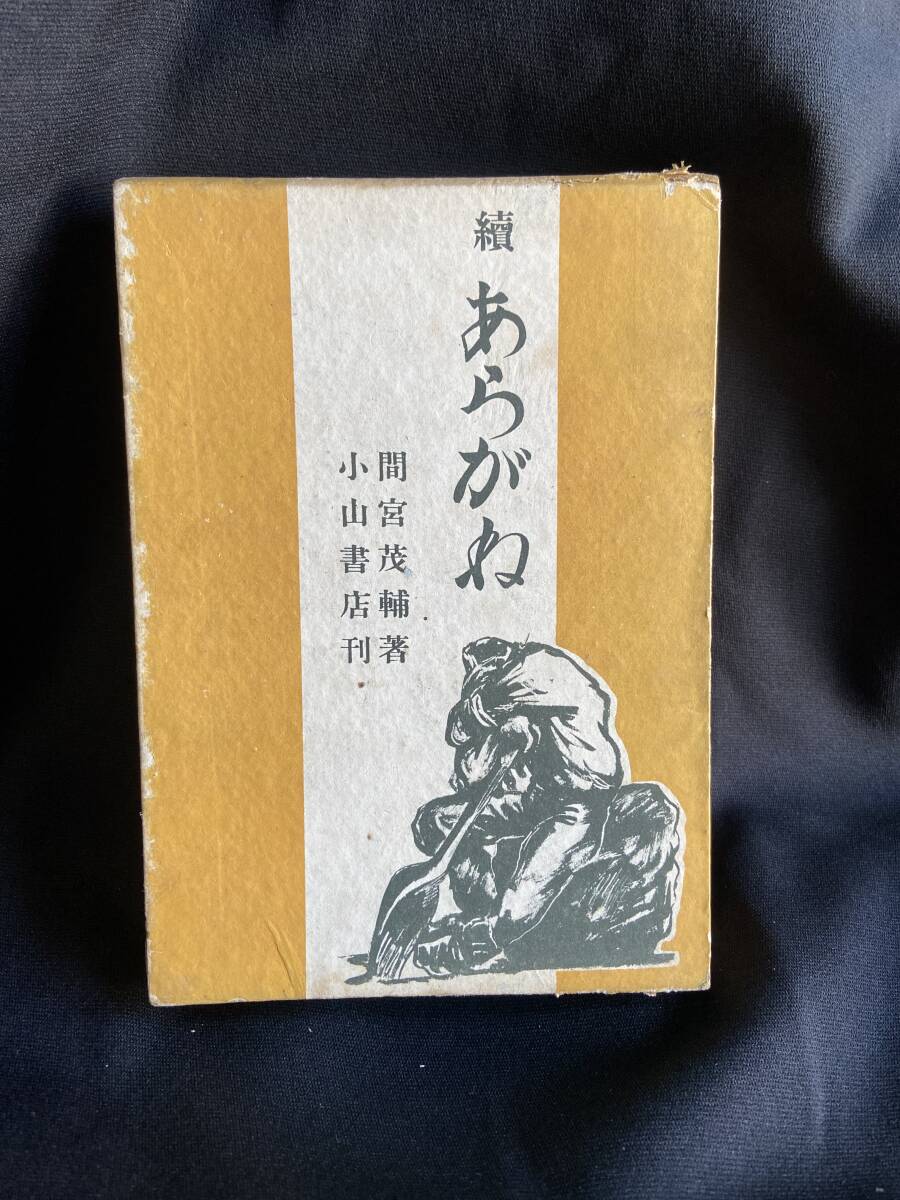 續 あらがね
間宮茂輔著
小山書店刊